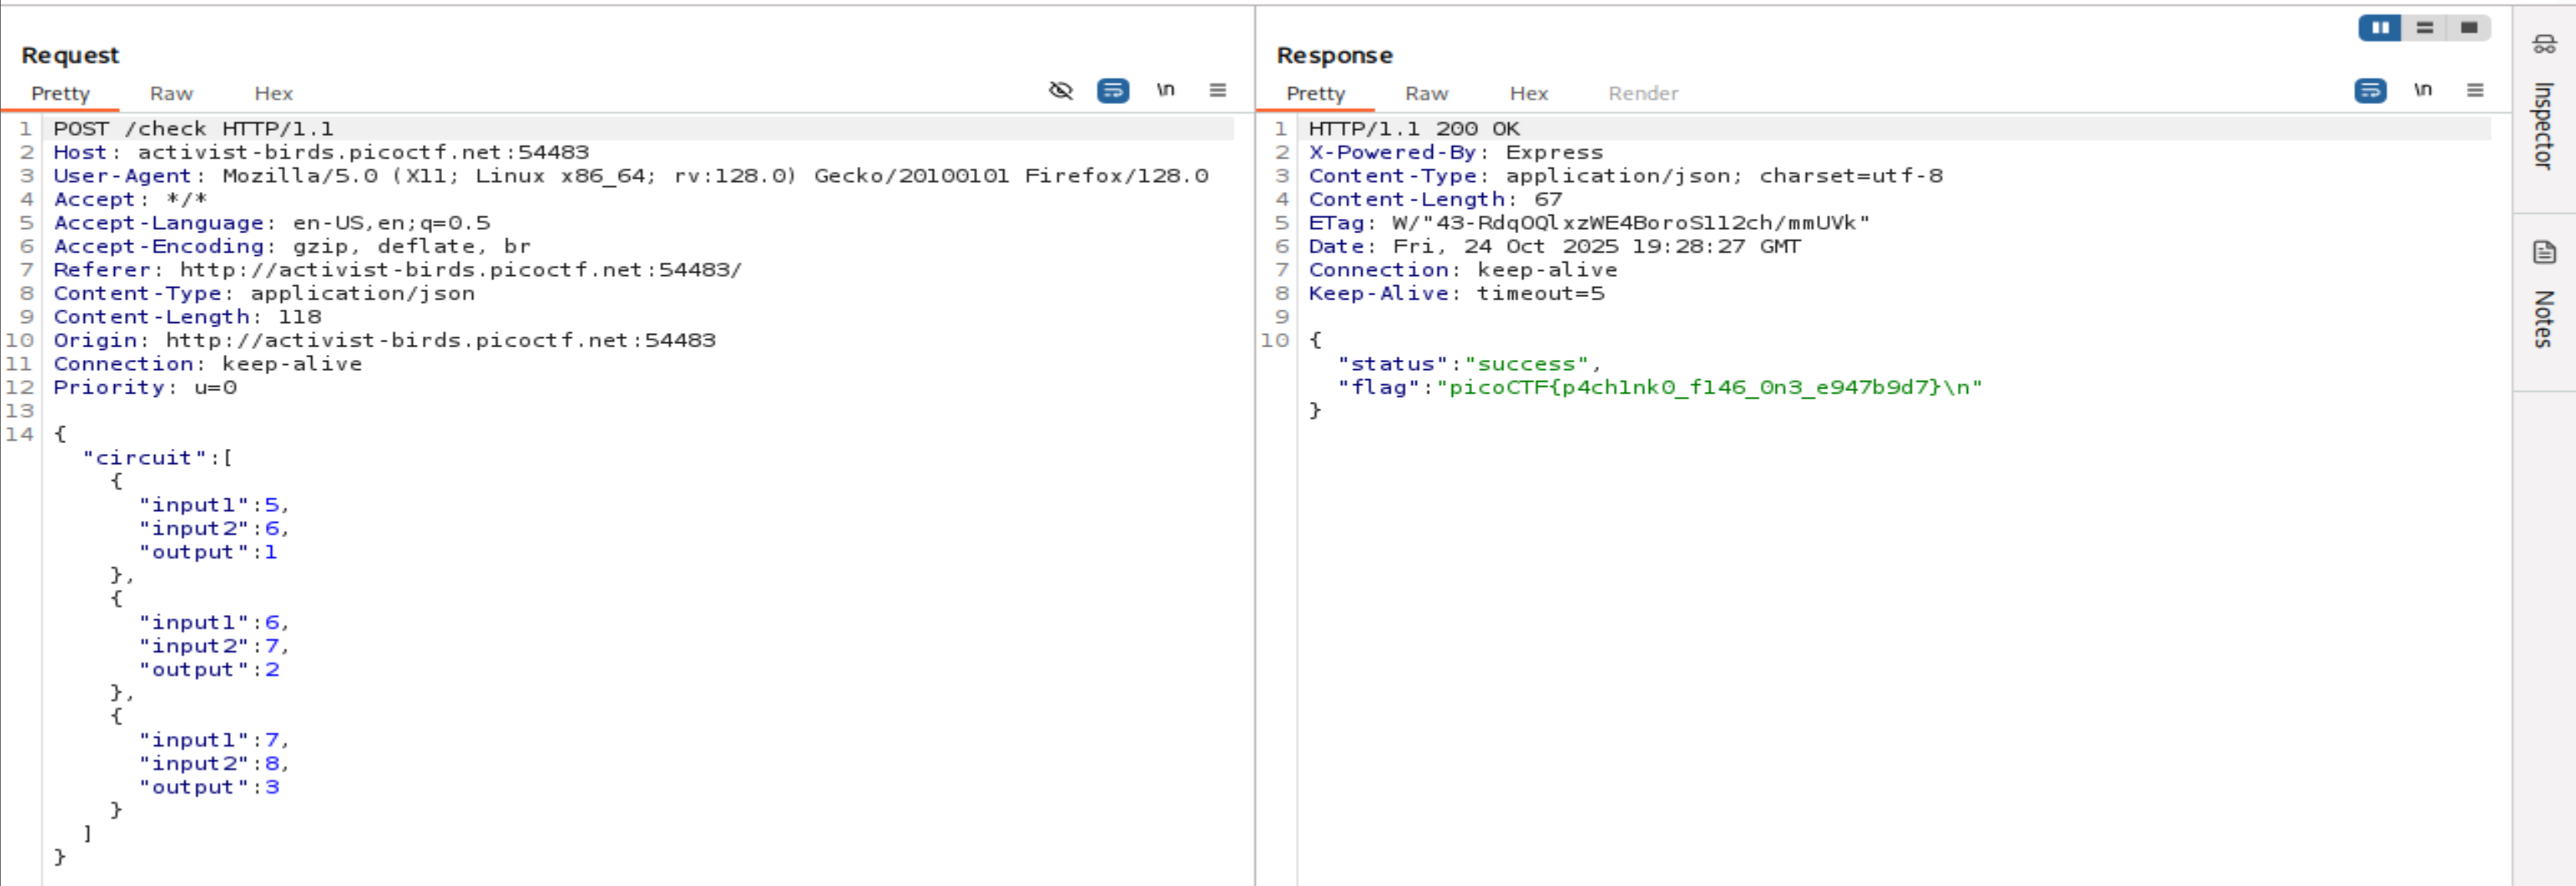 Request
Pretty Raw Hex
\n
1 POST /check HTTP/1.1
2 Host: activist-birds.picoctf.net:54483
3 User-Agent: Mozilla/5.0 (X11; Linux x86_64; rv:128.0) Gecko/20100101 Firefox/128.0
4 Accept: */*
5 Accept-Language: en-US,en;q=0.5
6 Accept-Encoding: gzip, deflate, br
7 Referer: http://activist-birds.picoctf.net:54483/
8 Content-Type: application/json
9 Content-Length: 118
10 Origin: http://activist-birds.picoctf.net:54483
11 Connection: keep-alive
12 Priority: u=0
13
14 {
"circuit":[
{
"input1":5,
"input2":6,
"output":1
},
{
"input1":6,
"input2":7,
"output":2
},
{
"input1":7,
"input2":8,
"output":3
}
]
}
Response
Pretty Raw Hex Render
\n
1 HTTP/1.1 200 OK
2 X-Powered-By: Express
3 Content-Type: application/json; charset=utf-8
4 Content-Length: 67
5 ETag: W/"43-RdqOQlxzWE4BoroSl12ch/mmUVk"
6 Date: Fri, 24 Oct 2025 19:28:27 GMT
7 Connection: keep-alive
8 Keep-Alive: timeout=5
9
10 {
"status":"success",
"flag":"picoCTF{p4ch1nk0_f146_0n3_e947b9d7}\n"
}
Inspector
Notes